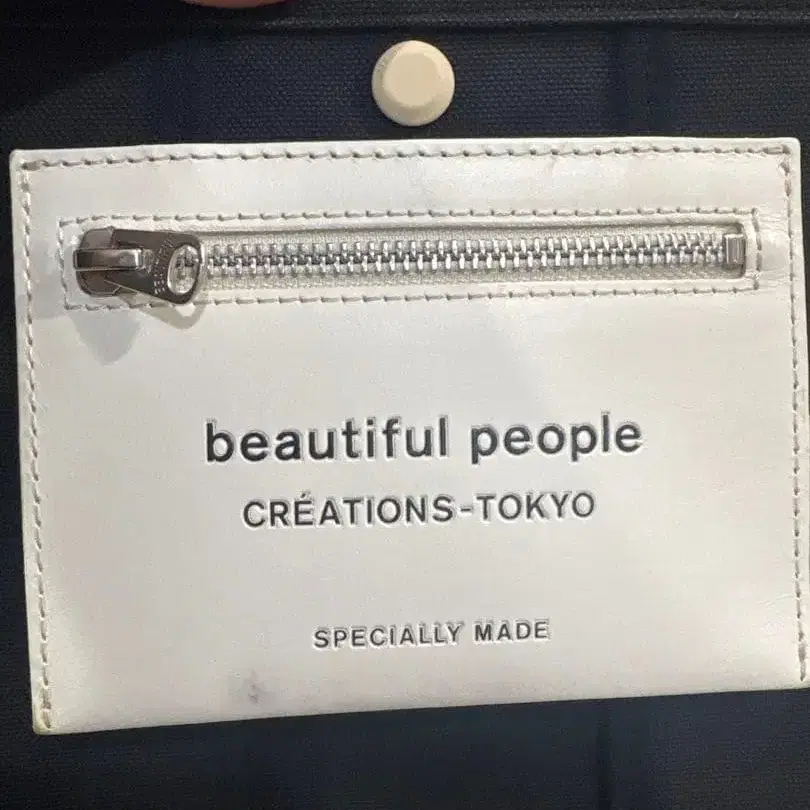 beautiful people
CRÉATIONS-TOKYO
SPECIALLY MADE